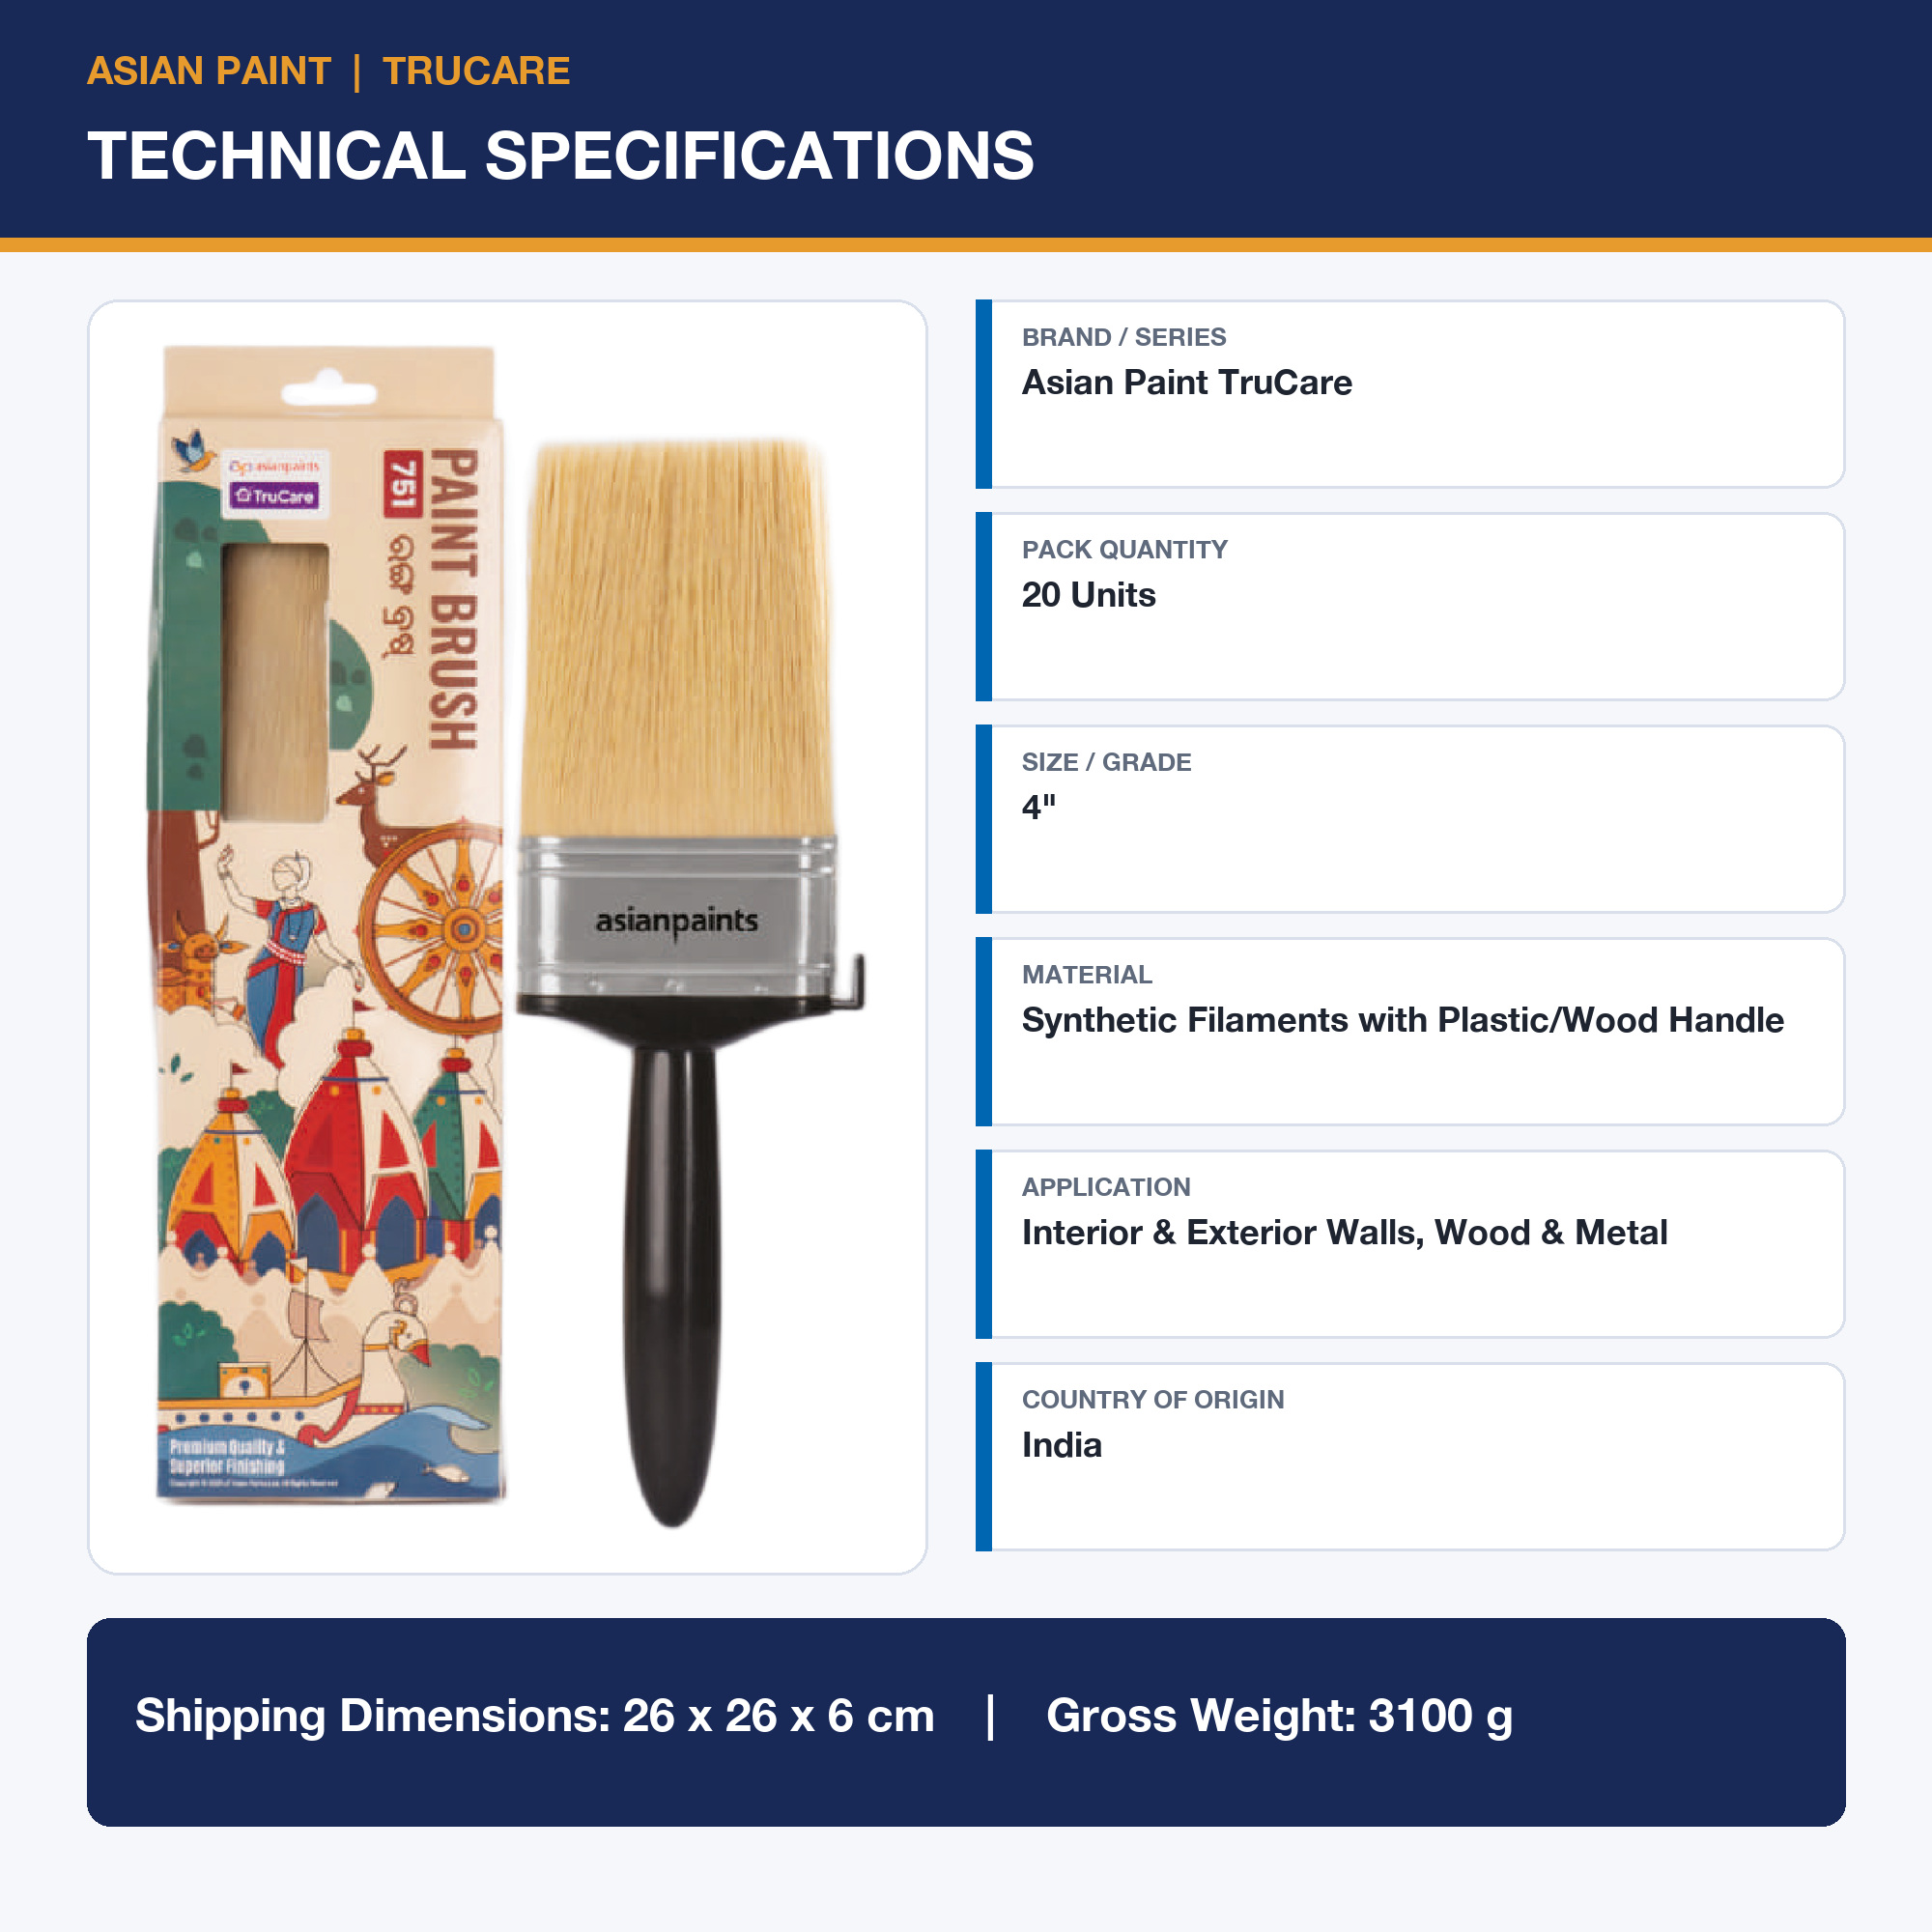 ASIAN PAINT | TRUCARE
TECHNICAL SPECIFICATIONS
asianpaints
TruCare
751
PAINT BRUSH
ରଙ୍ଗ ବ୍ରୁସ୍
Premium Quality &
Superior Finishing
asianpaints
BRAND / SERIES
Asian Paint TruCare
PACK QUANTITY
20 Units
SIZE / GRADE
4"
MATERIAL
Synthetic Filaments with Plastic/Wood Handle
APPLICATION
Interior & Exterior Walls, Wood & Metal
COUNTRY OF ORIGIN
India
Shipping Dimensions: 26 x 26 x 6 cm | Gross Weight: 3100 g